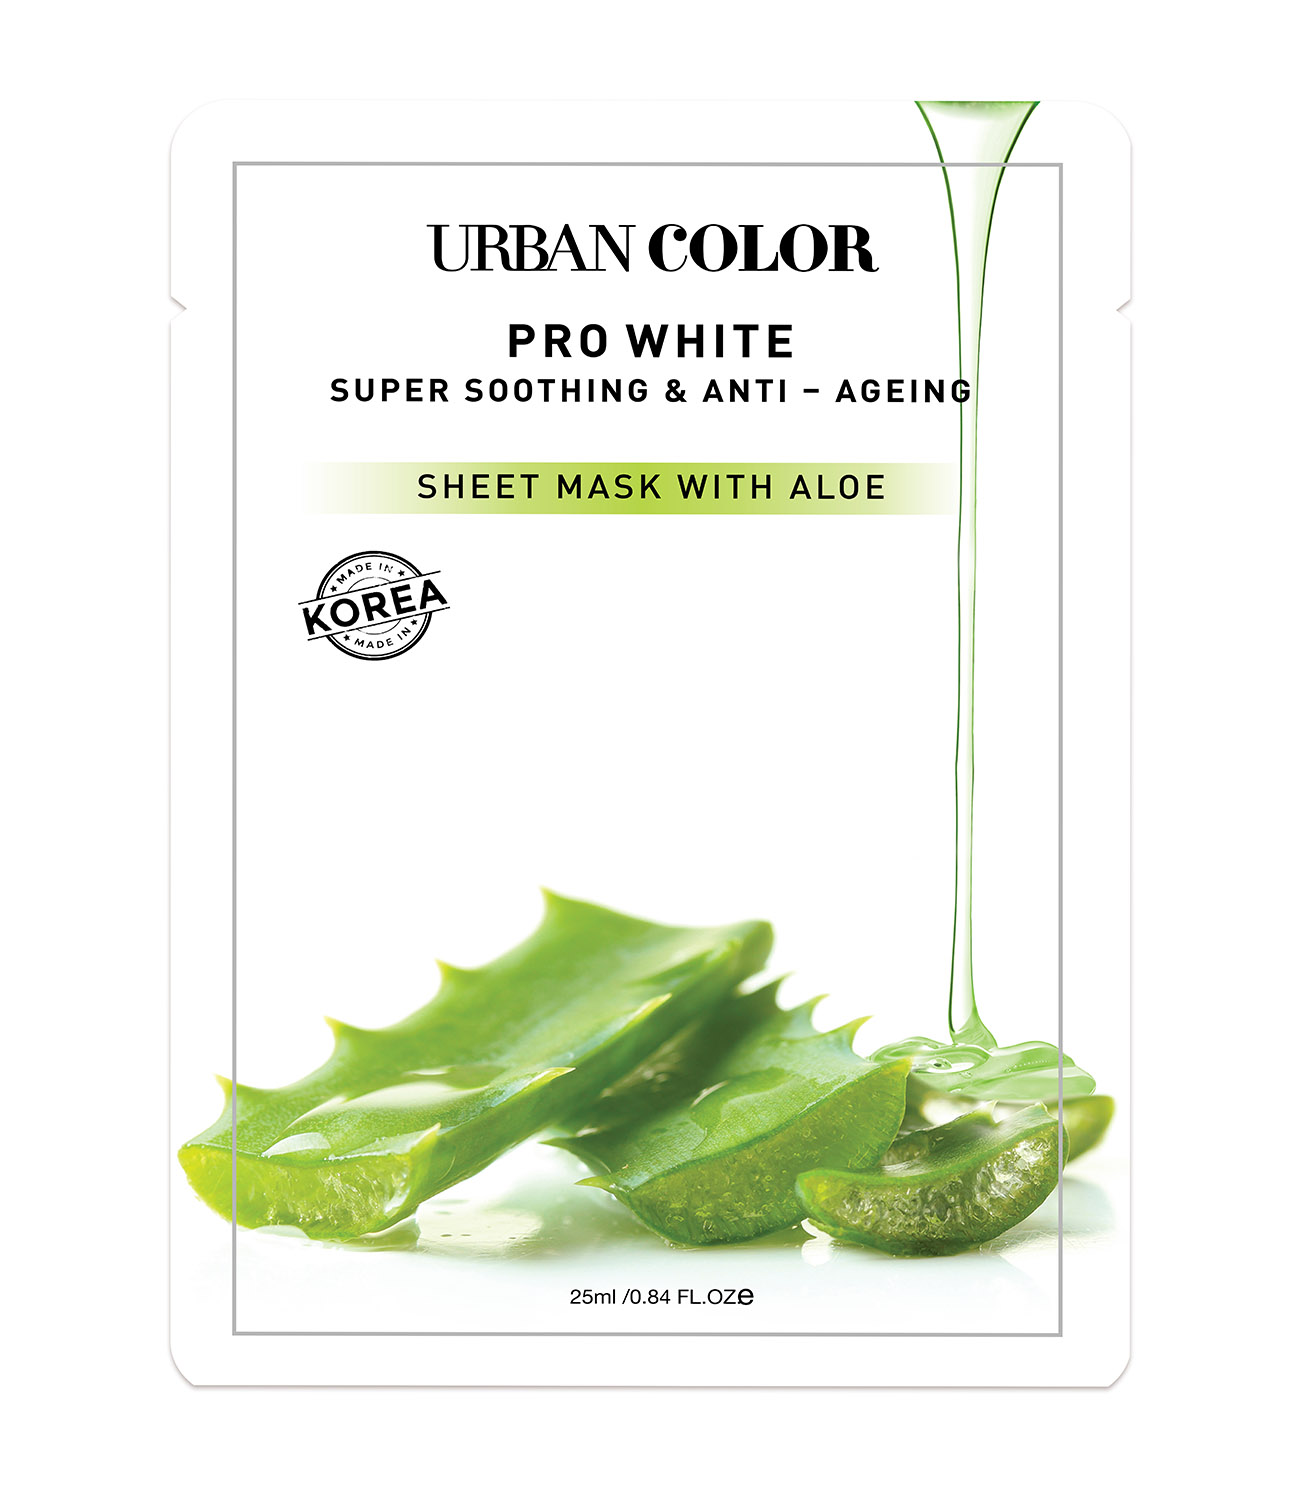 URBAN COLOR
PRO WHITE
SUPER SOOTHING & ANTI – AGEING
SHEET MASK WITH ALOE
MADE IN
KOREA
MADE IN
25ml /0.84 FL.OZ℮